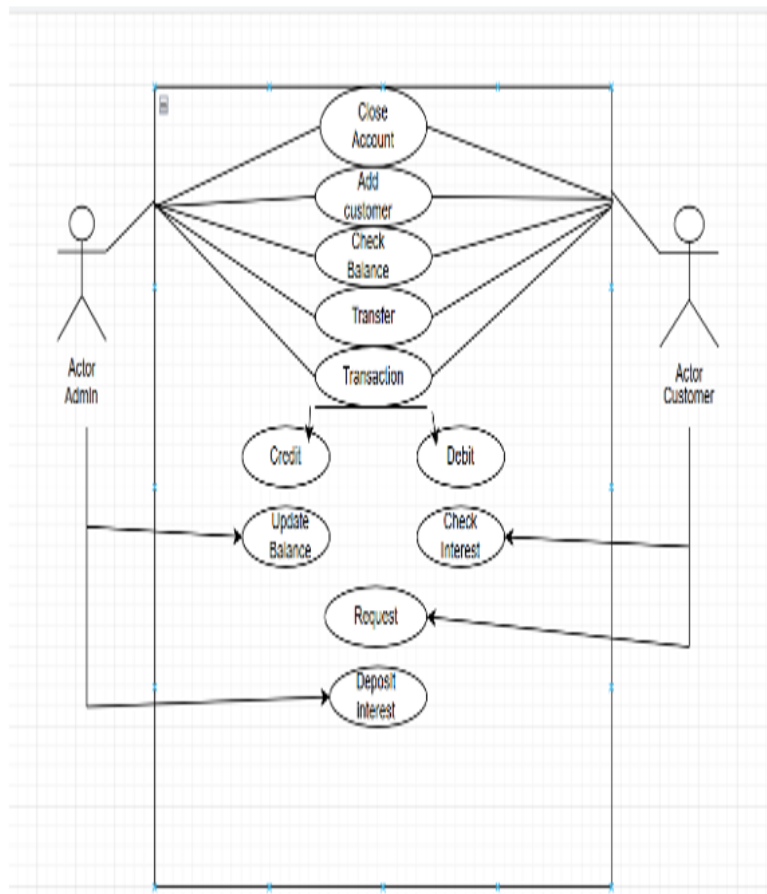 Close
Account
Add
customer
Check
Balance
Transfer
Transaction
Actor
Admin
Actor
Customer
Credit
Debit
Update
Balance
Check
Interest
Request
Deposit
interest